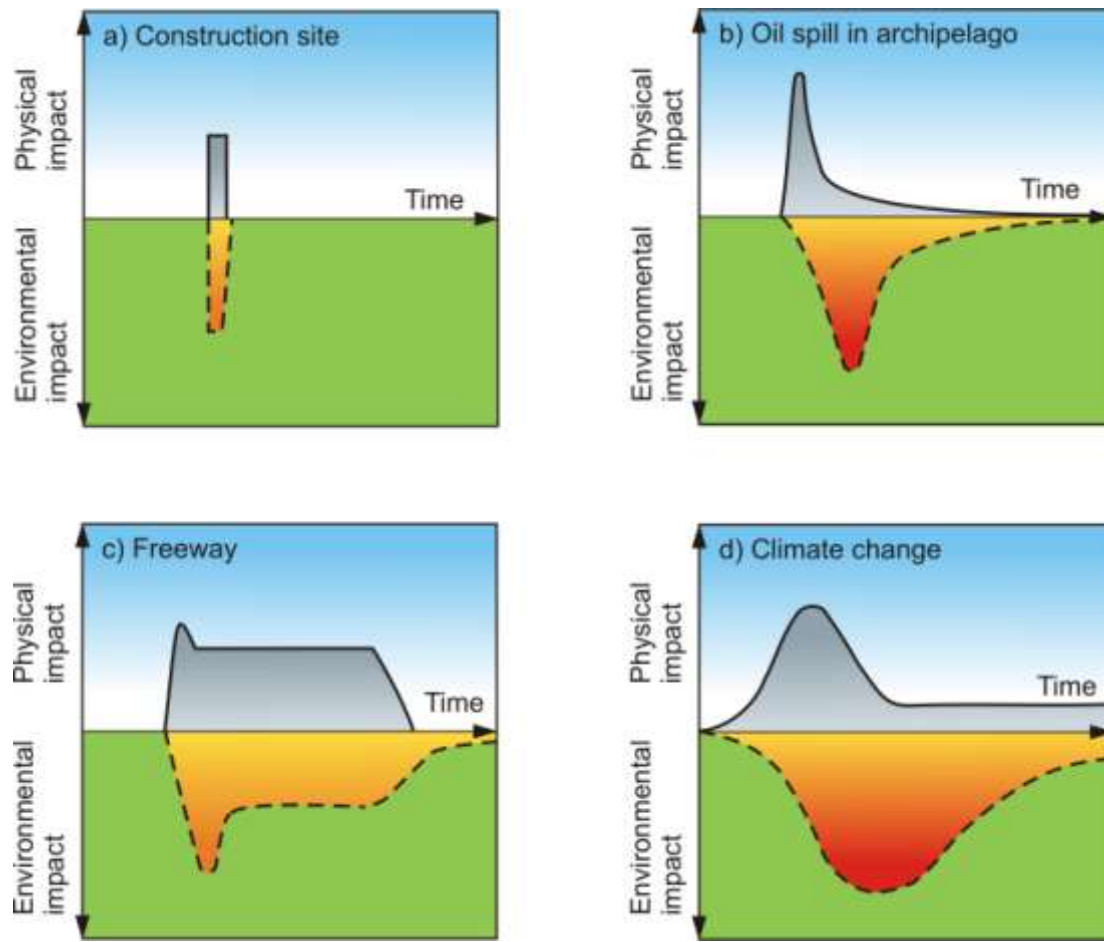 a) Construction site
Physical
impact
Time
Environmental
impact
b) Oil spill in archipelago
Physical
impact
Time
Environmental
impact
c) Freeway
Physical
impact
Time
Environmental
impact
d) Climate change
Physical
impact
Time
Environmental
impact